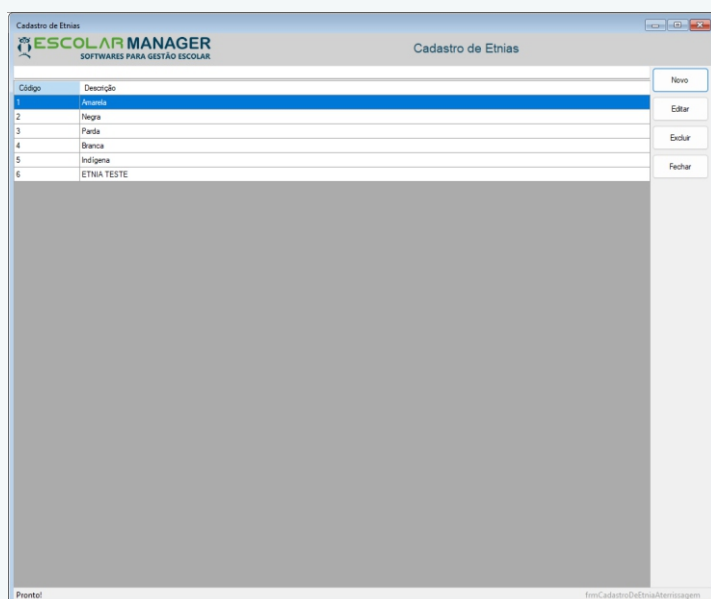 Cadastro de Etnias
ESCOLAR MANAGER
SOFTWARES PARA GESTÃO ESCOLAR
Cadastro de Etnias
Novo
Editar
Excluir
Fechar
Código Descrição
1 Amarela
2 Negra
3 Parda
4 Branca
5 Indígena
6 ETNIA TESTE
Pronto!
frmCadastroDeEtniaAterrissagem